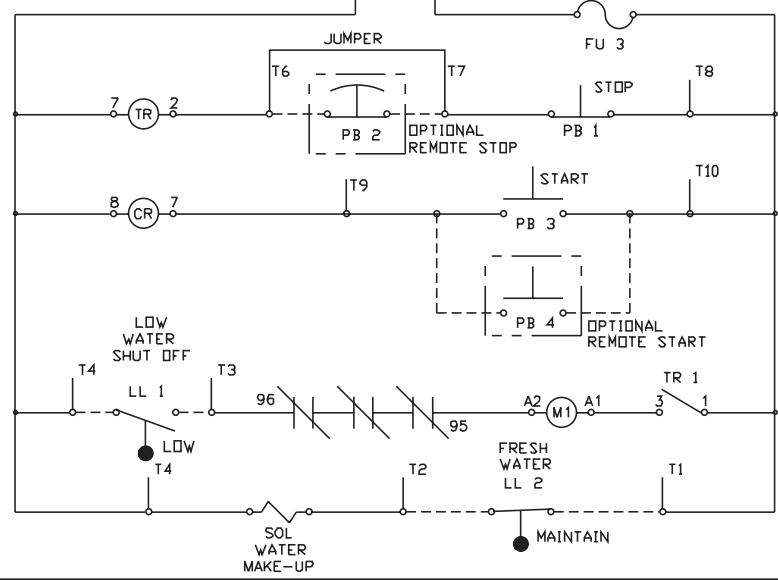 JUMPER
FU 3
T6
T7
STOP
T8
7
TR
2
PB 2
OPTIONAL
REMOTE STOP
PB 1
T9
START
T10
8
CR
7
PB 3
PB 4
OPTIONAL
REMOTE START
LOW
WATER
SHUT OFF
T4
LL 1
T3
TR 1
96
A2
M1
A1
3
1
95
LOW
FRESH
WATER
LL 2
T4
T2
T1
SOL
WATER
MAKE-UP
MAINTAIN